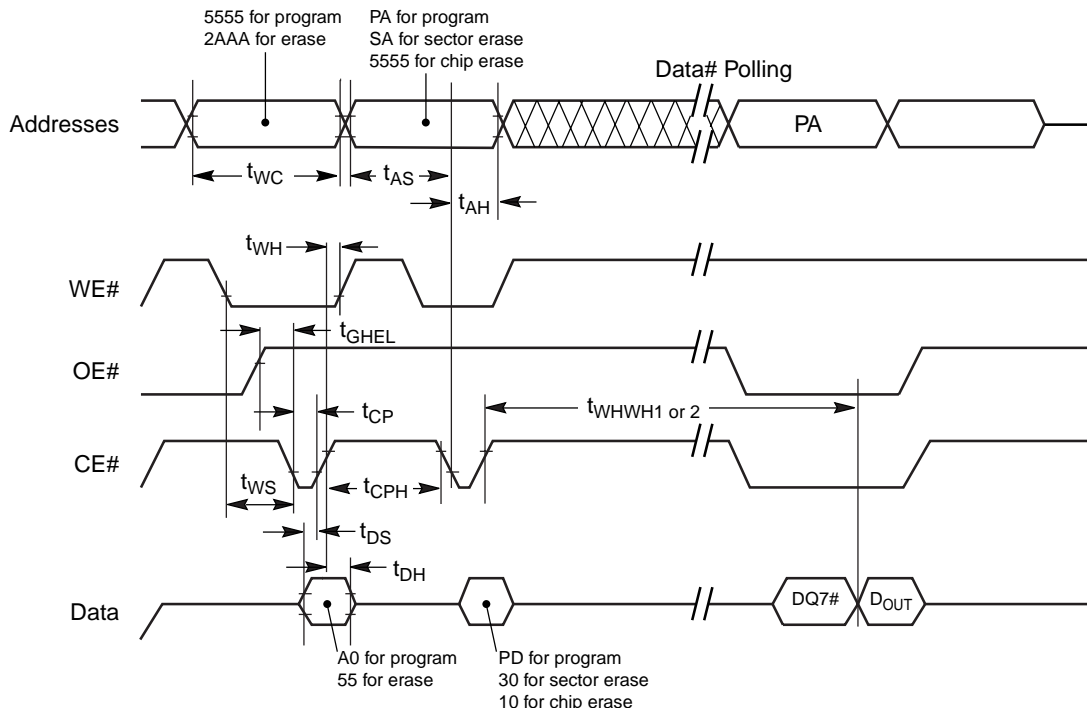 5555 for program
2AAA for erase
PA for program
SA for sector erase
5555 for chip erase
Data# Polling
Addresses
PA
tWC
tAS
tAH
tWH
WE#
tGHEL
OE#
tCP
tWHWH1 or 2
CE#
tWS
tCPH
tDS
tDH
Data
DQ7#
DOUT
A0 for program
55 for erase
PD for program
30 for sector erase
10 for chip erase